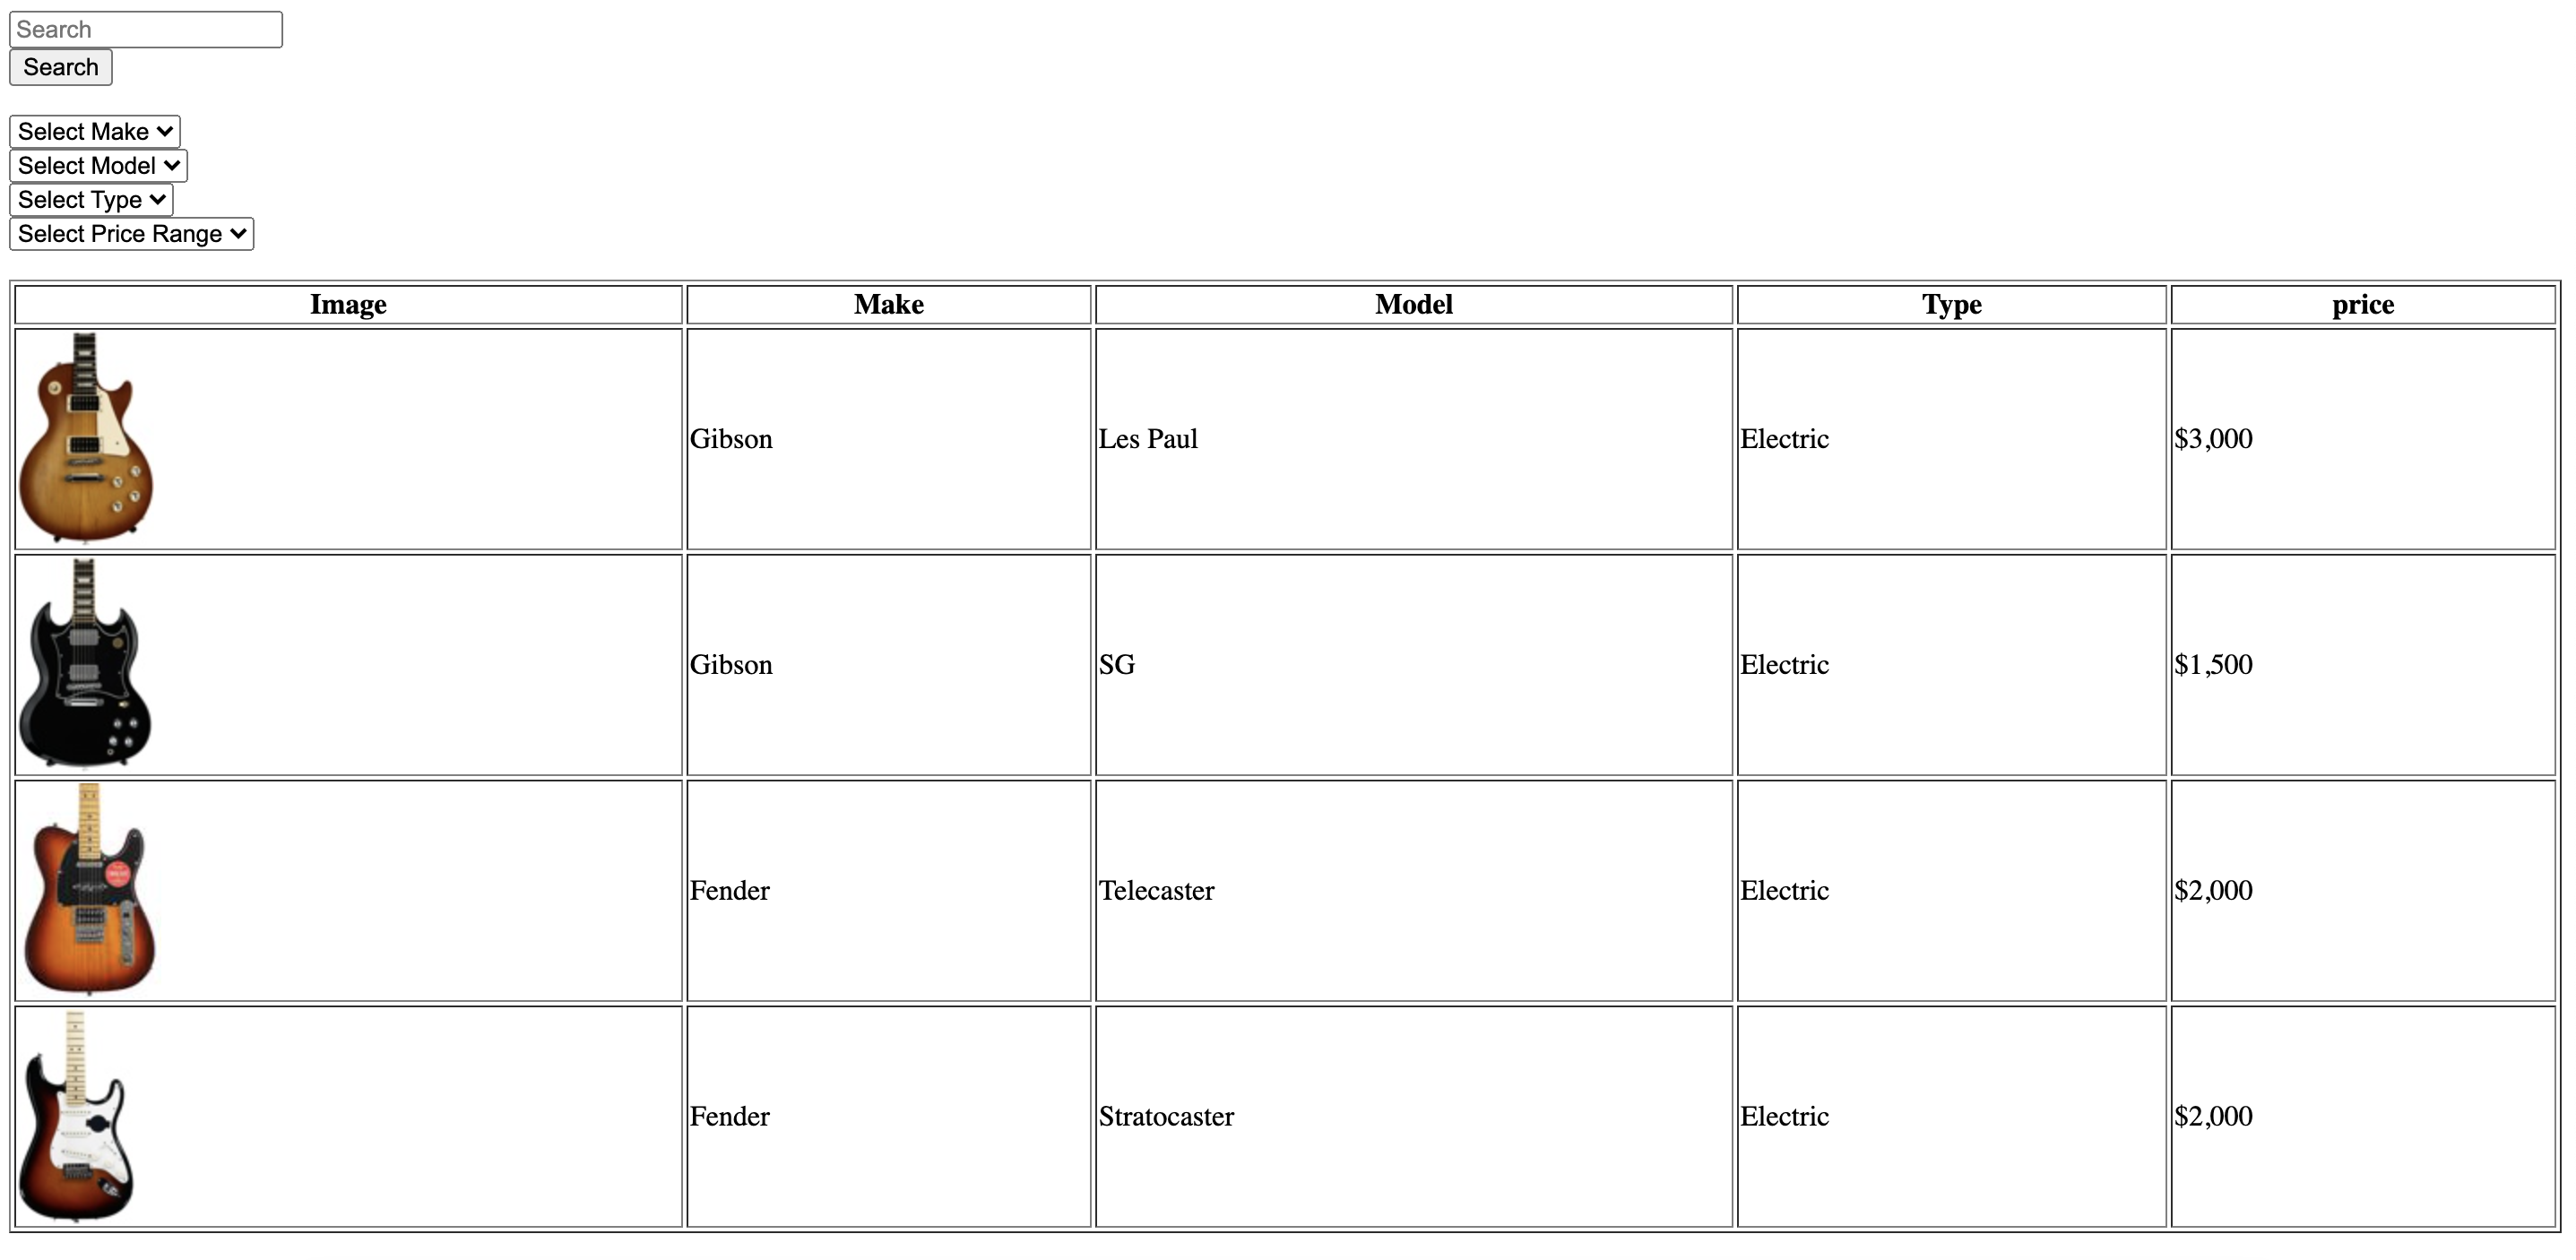 Search
Search
Select Make
Select Model
Select Type
Select Price Range
Image Make Model Type price
Gibson Les Paul Electric $3,000
Gibson SG Electric $1,500
Fender Telecaster Electric $2,000
Fender Stratocaster Electric $2,000